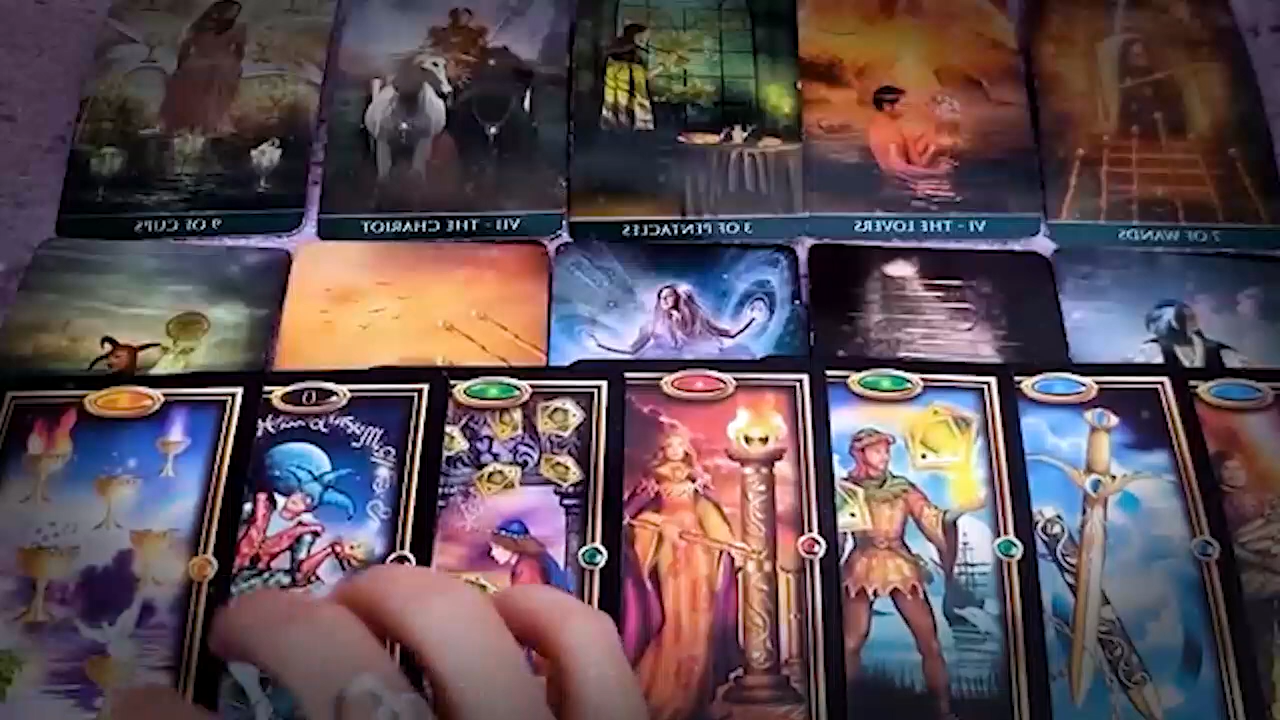 9 OF CUPS
VII - THE CHARIOT
3 OF PENTACLES
VI - THE LOVERS
7 OF WANDS
0